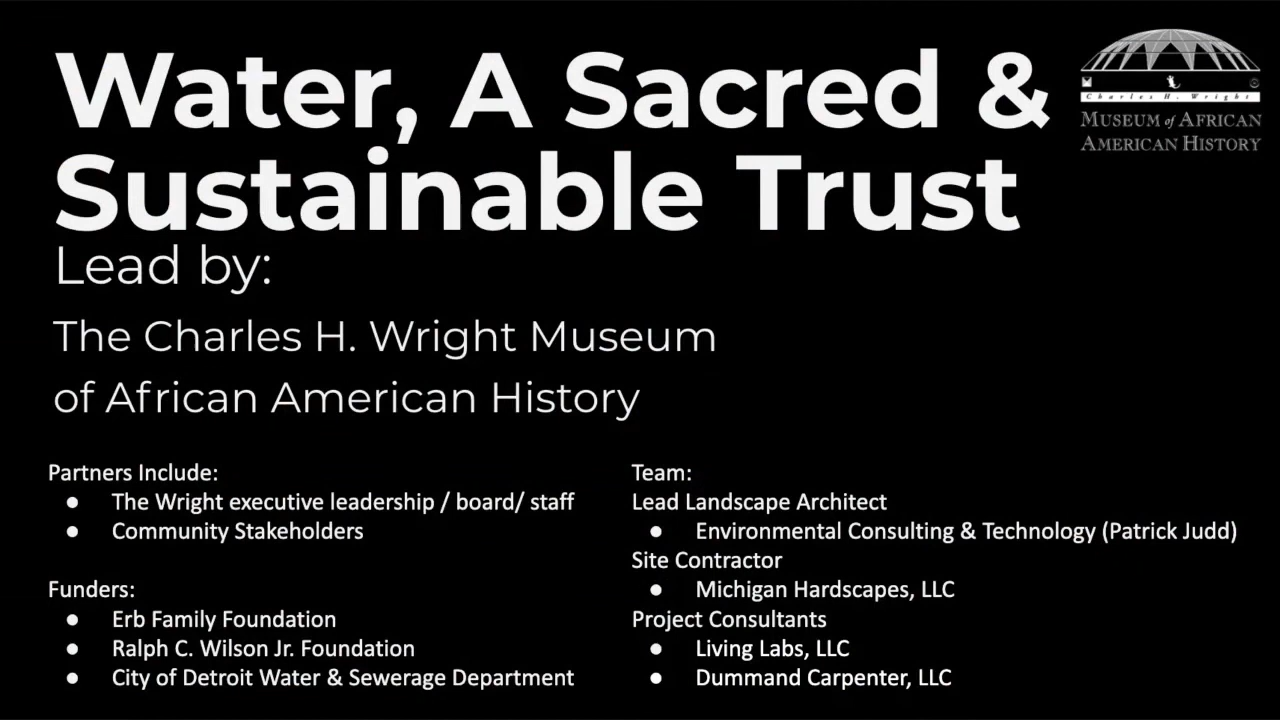 Water, A Sacred &
Sustainable Trust
Charles H. Wright
MUSEUM of AFRICAN
AMERICAN HISTORY
Lead by:
The Charles H. Wright Museum
of African American History
Partners Include:
● The Wright executive leadership / board/ staff
● Community Stakeholders
Funders:
● Erb Family Foundation
● Ralph C. Wilson Jr. Foundation
● City of Detroit Water & Sewerage Department
Team:
Lead Landscape Architect
● Environmental Consulting & Technology (Patrick Judd)
Site Contractor
● Michigan Hardscapes, LLC
Project Consultants
● Living Labs, LLC
● Dummand Carpenter, LLC